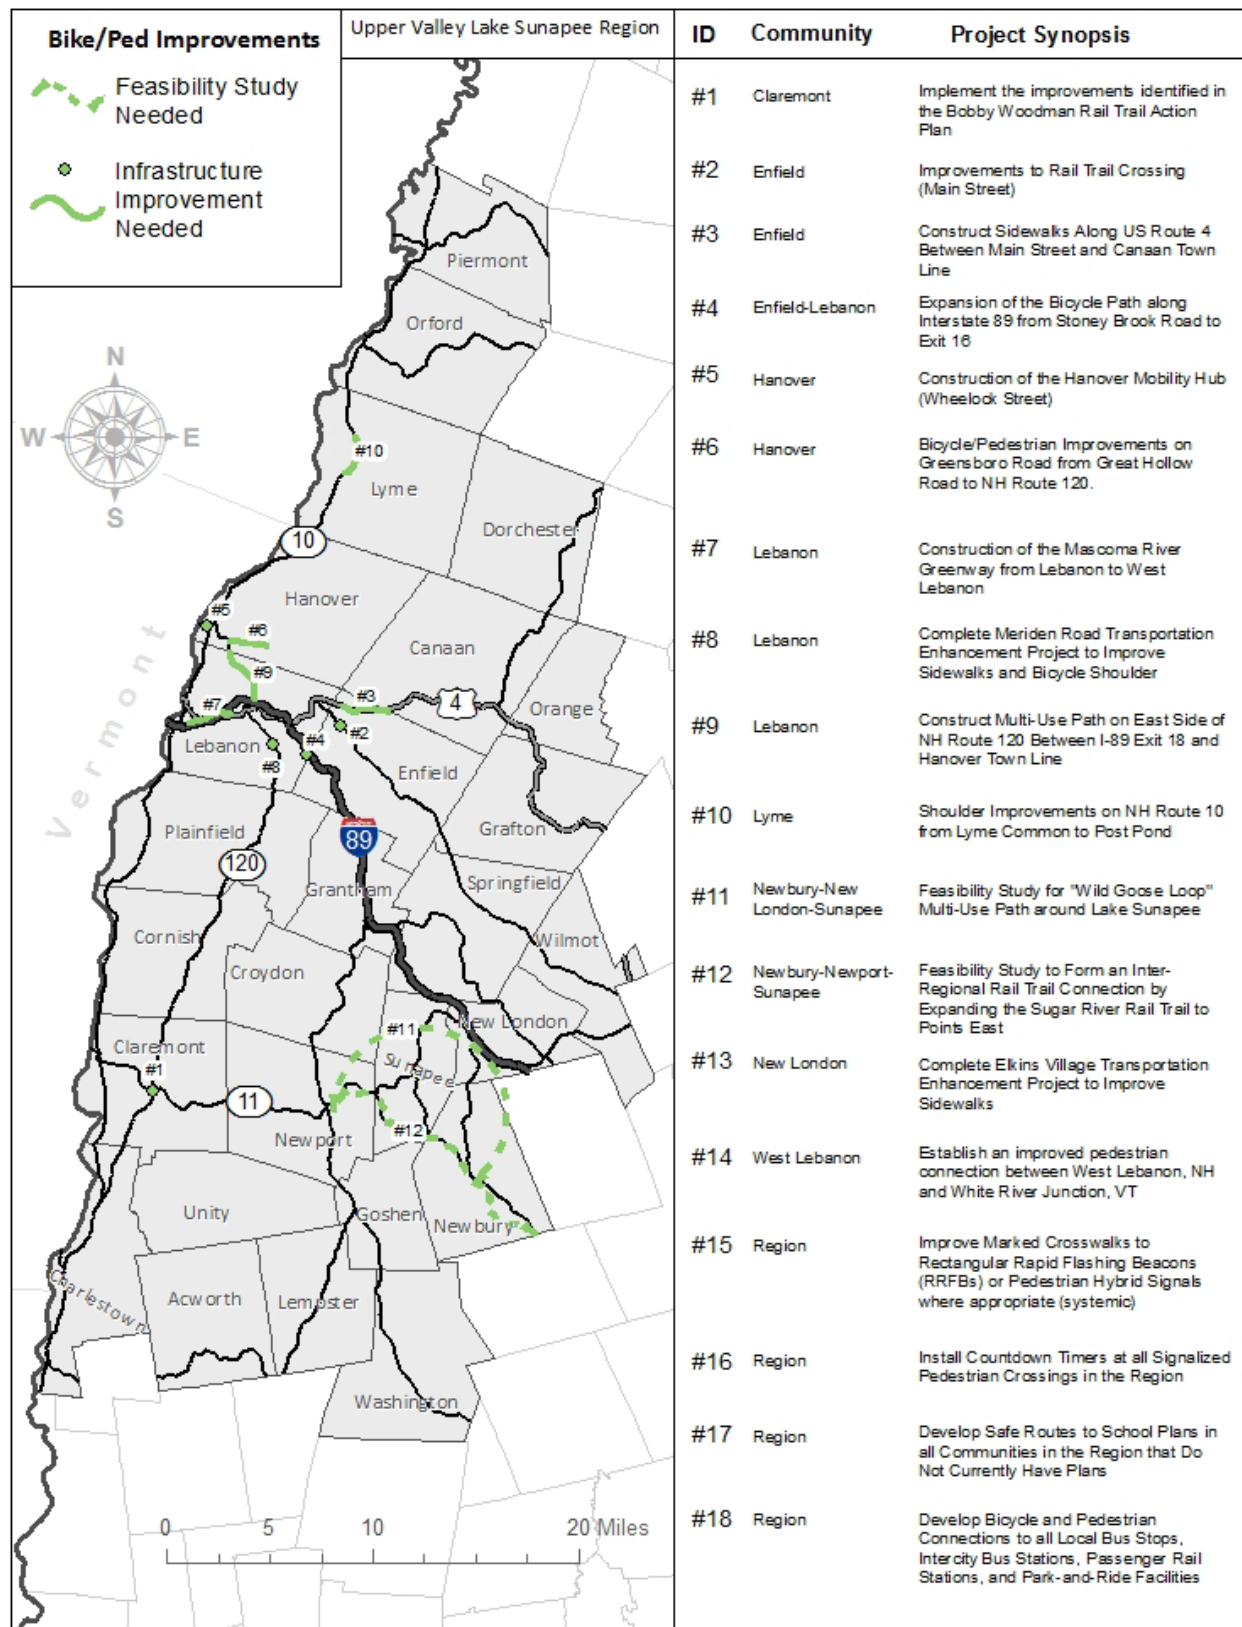 Bike/Ped Improvements
Feasibility Study
Needed
Infrastructure
Improvement
Needed
Upper Valley Lake Sunapee Region
N
W
E
S
Vermont
Piermont
Orford
#10
Lyme
Dorchester
10
Hanover
#5
#6
Canaan
#9
#3
4
Orange
#7
Lebanon
#4
#2
#8
Enfield
Plainfield
89
Grafton
120
Grantham
Springfield
Cornish
Wilmot
Croydon
#11
New London
Claremont
Sunapee
#1
11
#12
Newport
Unity
Goshen
Newbury
Charlestown
Acworth
Lempster
Washington
0 5 10 20 Miles
ID Community Project Synopsis
#1 Claremont Implement the improvements identified in
the Bobby Woodman Rail Trail Action
Plan
#2 Enfield Improvements to Rail Trail Crossing
(Main Street)
#3 Enfield Construct Sidewalks Along US Route 4
Between Main Street and Canaan Town
Line
#4 Enfield-Lebanon Expansion of the Bicycle Path along
Interstate 89 from Stoney Brook Road to
Exit 16
#5 Hanover Construction of the Hanover Mobility Hub
(Wheelock Street)
#6 Hanover Bicycle/Pedestrian Improvements on
Greensboro Road from Great Hollow
Road to NH Route 120.
#7 Lebanon Construction of the Mascoma River
Greenway from Lebanon to West
Lebanon
#8 Lebanon Complete Meriden Road Transportation
Enhancement Project to Improve
Sidewalks and Bicycle Shoulder
#9 Lebanon Construct Multi-Use Path on East Side of
NH Route 120 Between I-89 Exit 18 and
Hanover Town Line
#10 Lyme Shoulder Improvements on NH Route 10
from Lyme Common to Post Pond
#11 Newbury-New Feasibility Study for "Wild Goose Loop"
London-Sunapee Multi-Use Path around Lake Sunapee
#12 Newbury-Newport- Feasibility Study to Form an Inter-
Sunapee Regional Rail Trail Connection by
Expanding the Sugar River Rail Trail to
Points East
#13 New London Complete Elkins Village Transportation
Enhancement Project to Improve
Sidewalks
#14 West Lebanon Establish an improved pedestrian
connection between West Lebanon, NH
and White River Junction, VT
#15 Region Improve Marked Crosswalks to
Rectangular Rapid Flashing Beacons
(RRFBs) or Pedestrian Hybrid Signals
where appropriate (systemic)
#16 Region Install Countdown Timers at all Signalized
Pedestrian Crossings in the Region
#17 Region Develop Safe Routes to School Plans in
all Communities in the Region that Do
Not Currently Have Plans
#18 Region Develop Bicycle and Pedestrian
Connections to all Local Bus Stops,
Intercity Bus Stations, Passenger Rail
Stations, and Park-and-Ride Facilities